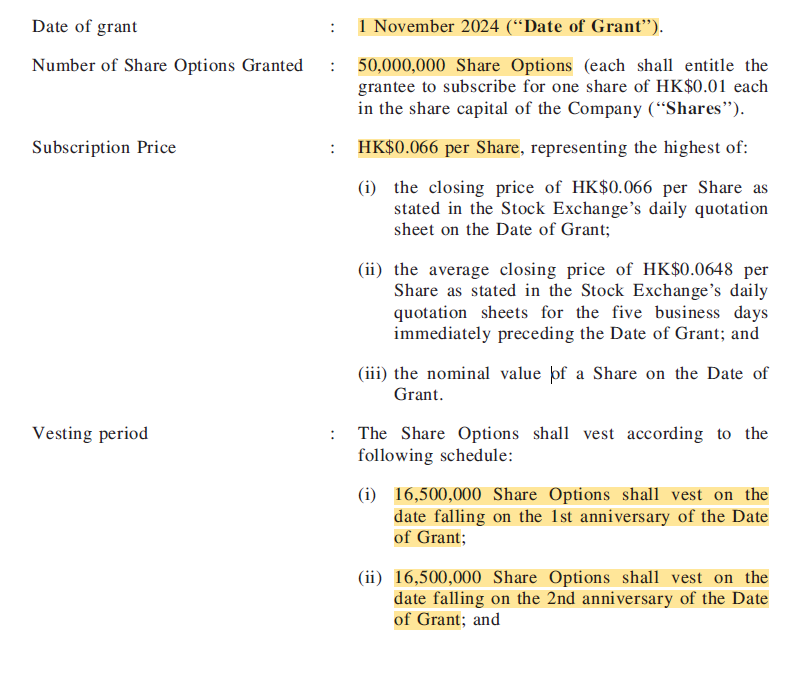 Date of grant : 1 November 2024 (‘‘Date of Grant’’).
Number of Share Options Granted : 50,000,000 Share Options (each shall entitle the
grantee to subscribe for one share of HK$0.01 each
in the share capital of the Company (‘‘Shares’’).
Subscription Price : HK$0.066 per Share, representing the highest of:
(i) the closing price of HK$0.066 per Share as
stated in the Stock Exchange’s daily quotation
sheet on the Date of Grant;
(ii) the average closing price of HK$0.0648 per
Share as stated in the Stock Exchange’s daily
quotation sheets for the five business days
immediately preceding the Date of Grant; and
(iii) the nominal value of a Share on the Date of
Grant.
Vesting period : The Share Options shall vest according to the
following schedule:
(i) 16,500,000 Share Options shall vest on the
date falling on the 1st anniversary of the Date
of Grant;
(ii) 16,500,000 Share Options shall vest on the
date falling on the 2nd anniversary of the Date
of Grant; and